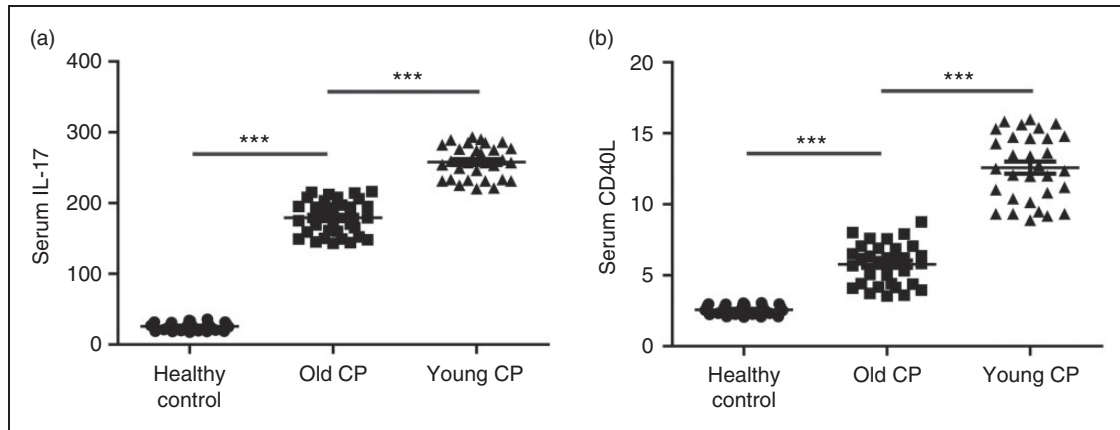 (a)
400
300
200
100
0
Serum IL-17
***
***
Healthy
control
Old CP
Young CP
(b)
20
15
10
5
0
Serum CD40L
***
***
Healthy
control
Old CP
Young CP